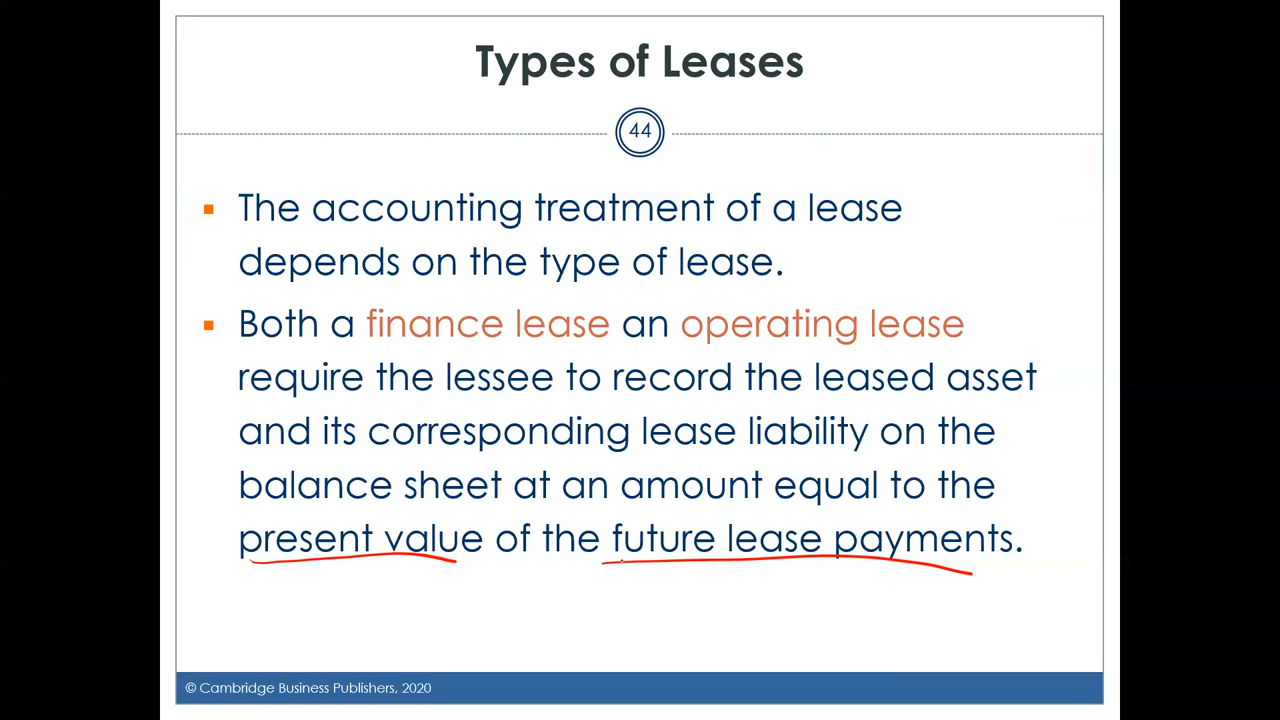 Types of Leases
44
▪ The accounting treatment of a lease
depends on the type of lease.
▪ Both a finance lease an operating lease
require the lessee to record the leased asset
and its corresponding lease liability on the
balance sheet at an amount equal to the
present value of the future lease payments.
© Cambridge Business Publishers, 2020